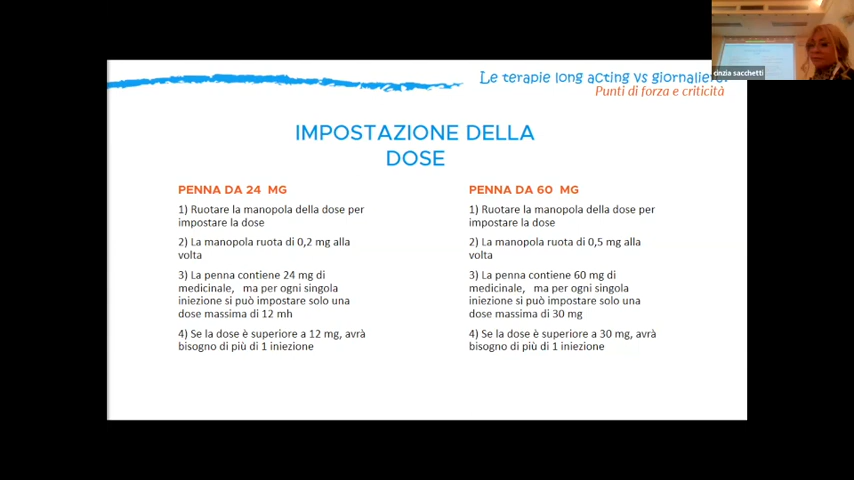 Le terapie long acting vs giornaliere:
Punti di forza e criticità
cinzia sacchetti
IMPOSTAZIONE DELLA
DOSE
PENNA DA 24 MG
1) Ruotare la manopola della dose per
impostare la dose
2) La manopola ruota di 0,2 mg alla
volta
3) La penna contiene 24 mg di
medicinale, ma per ogni singola
iniezione si può impostare solo una
dose massima di 12 mh
4) Se la dose è superiore a 12 mg, avrà
bisogno di più di 1 iniezione
PENNA DA 60 MG
1) Ruotare la manopola della dose per
impostare la dose
2) La manopola ruota di 0,5 mg alla
volta
3) La penna contiene 60 mg di
medicinale, ma per ogni singola
iniezione si può impostare solo una
dose massima di 30 mg
4) Se la dose è superiore a 30 mg, avrà
bisogno di più di 1 iniezione